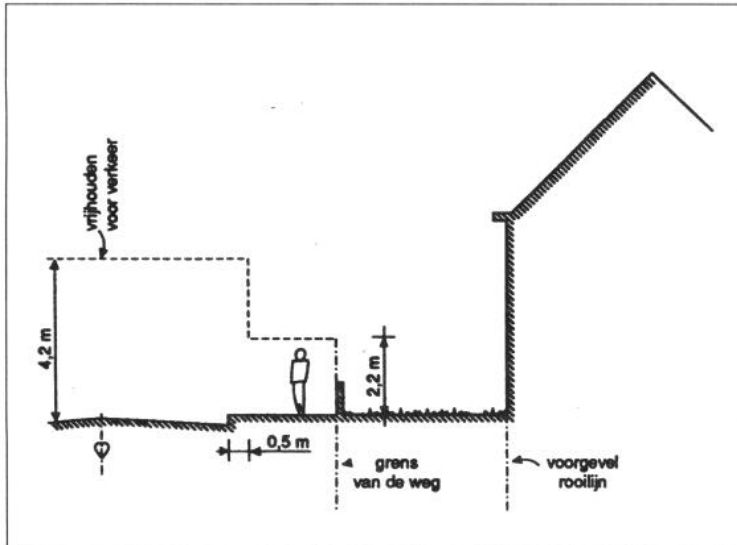 vrijhouden
voor verkeer
4,2 m
2,2 m
0,5 m
grens
van de weg
voorgevel
rooilijn